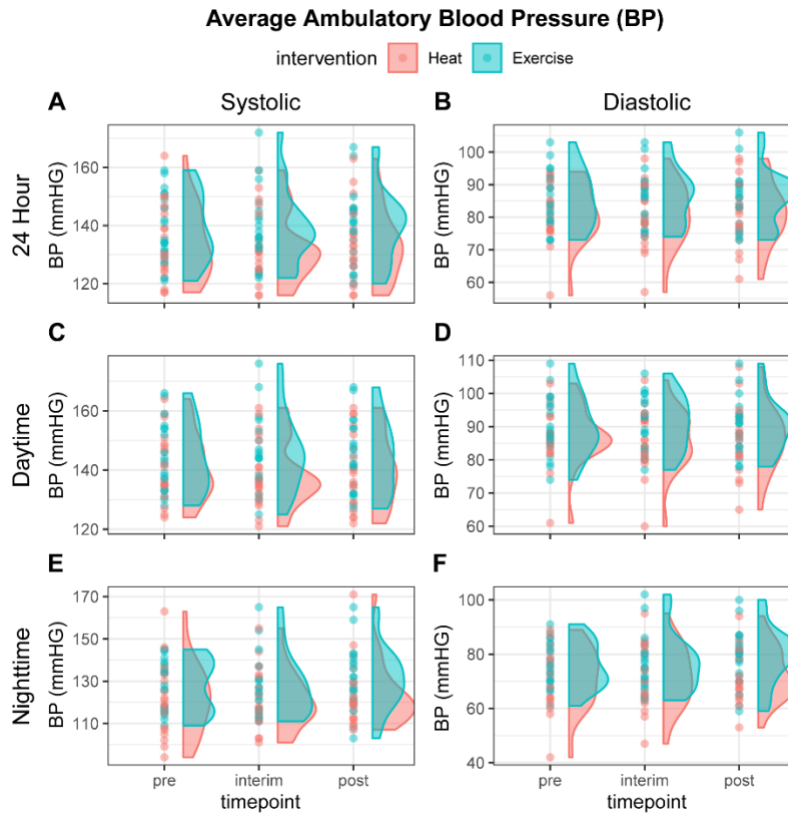 Average Ambulatory Blood Pressure (BP)
intervention Heat Exercise
A Systolic B Diastolic
24 Hour
BP (mmHG)
160
140
120
BP (mmHG)
100
90
80
70
60
C D
Daytime
BP (mmHG)
160
140
120
BP (mmHG)
110
100
90
80
70
60
E F
Nighttime
BP (mmHG)
170
150
130
110
BP (mmHG)
100
80
60
40
pre interim post pre interim post
timepoint timepoint